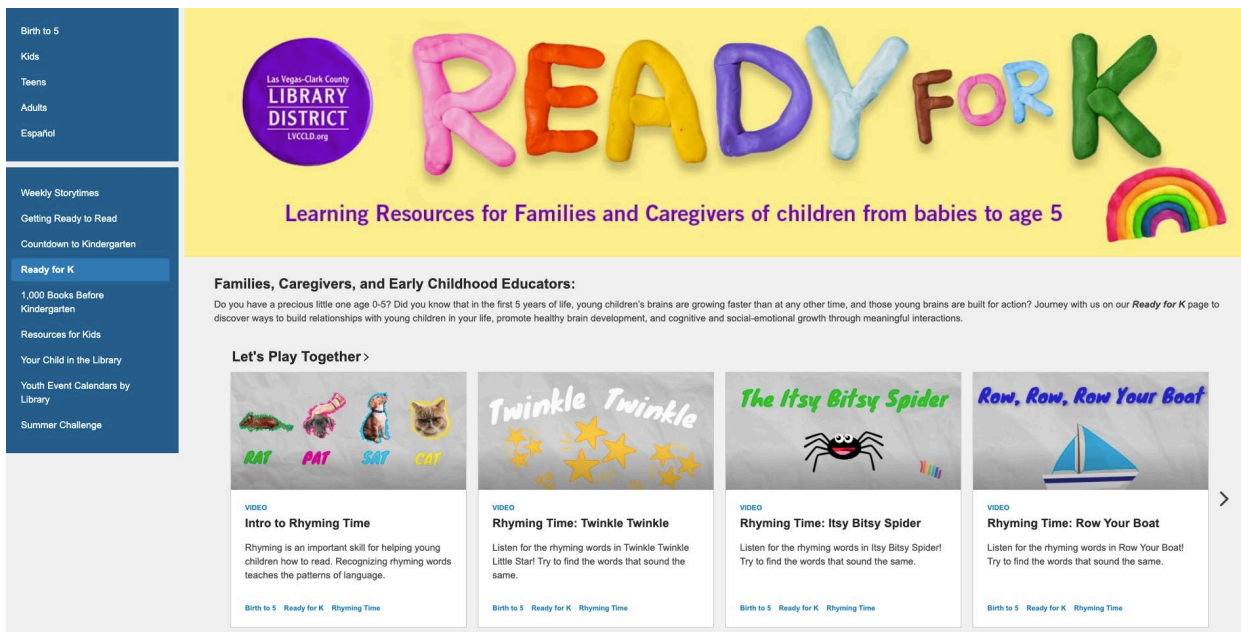 Birth to 5
Kids
Teens
Adults
Español
Weekly Storytimes
Getting Ready to Read
Countdown to Kindergarten
Ready for K
1,000 Books Before
Kindergarten
Resources for Kids
Your Child in the Library
Youth Event Calendars by
Library
Summer Challenge
Las Vegas-Clark County
LIBRARY
DISTRICT
LVCCLD.org
READY FOR K
Learning Resources for Families and Caregivers of children from babies to age 5
Families, Caregivers, and Early Childhood Educators:
Do you have a precious little one age 0-5? Did you know that in the first 5 years of life, young children's brains are growing faster than at any other time, and those young brains are built for action? Journey with us on our Ready for K page to
discover ways to build relationships with young children in your life, promote healthy brain development, and cognitive and social-emotional growth through meaningful interactions.
Let's Play Together >
RAT PAT SAT CAT
VIDEO
Intro to Rhyming Time
Rhyming is an important skill for helping young
children how to read. Recognizing rhyming words
teaches the patterns of language.
Birth to 5 Ready for K Rhyming Time
Twinkle Twinkle
VIDEO
Rhyming Time: Twinkle Twinkle
Listen for the rhyming words in Twinkle Twinkle
Little Star! Try to find the words that sound the
same.
Birth to 5 Ready for K Rhyming Time
The Itsy Bitsy Spider
VIDEO
Rhyming Time: Itsy Bitsy Spider
Listen for the rhyming words in Itsy Bitsy Spider!
Try to find the words that sound the same.
Birth to 5 Ready for K Rhyming Time
Row, Row, Row Your Boat
VIDEO
Rhyming Time: Row Your Boat
Listen for the rhyming words in Row Your Boat!
Try to find the words that sound the same.
Birth to 5 Ready for K Rhyming Time